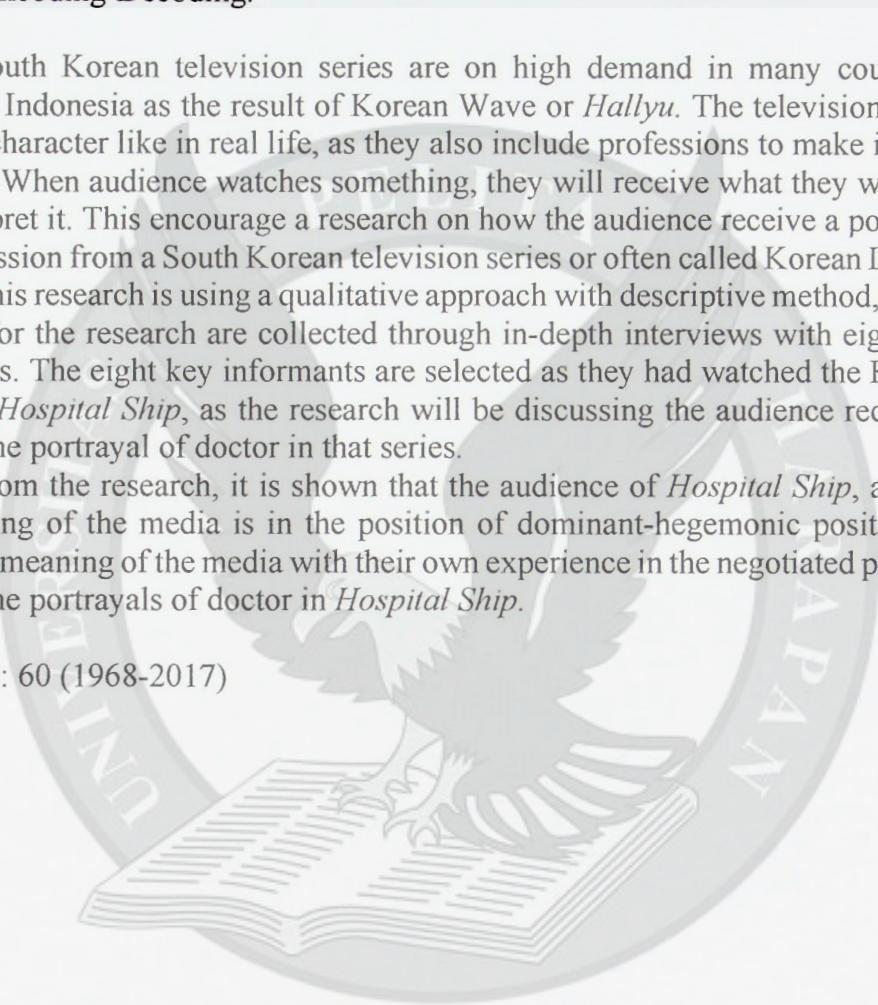 outh Korean television series are on high demand in many cou
Indonesia as the result of Korean Wave or Hallyu. The television
character like in real life, as they also include professions to make i
When audience watches something, they will receive what they w
pret it. This encourage a research on how the audience receive a po
ssion from a South Korean television series or often called Korean D
his research is using a qualitative approach with descriptive method,
or the research are collected through in-depth interviews with eig
s. The eight key informants are selected as they had watched the
Hospital Ship, as the research will be discussing the audience rec
he portrayal of doctor in that series.
om the research, it is shown that the audience of Hospital Ship, a
ng of the media is in the position of dominant-hegemonic posit
meaning of the media with their own experience in the negotiated p
he portrayals of doctor in Hospital Ship.
: 60 (1968-2017)
UNIVERSITAS
PELITA
HARAPAN